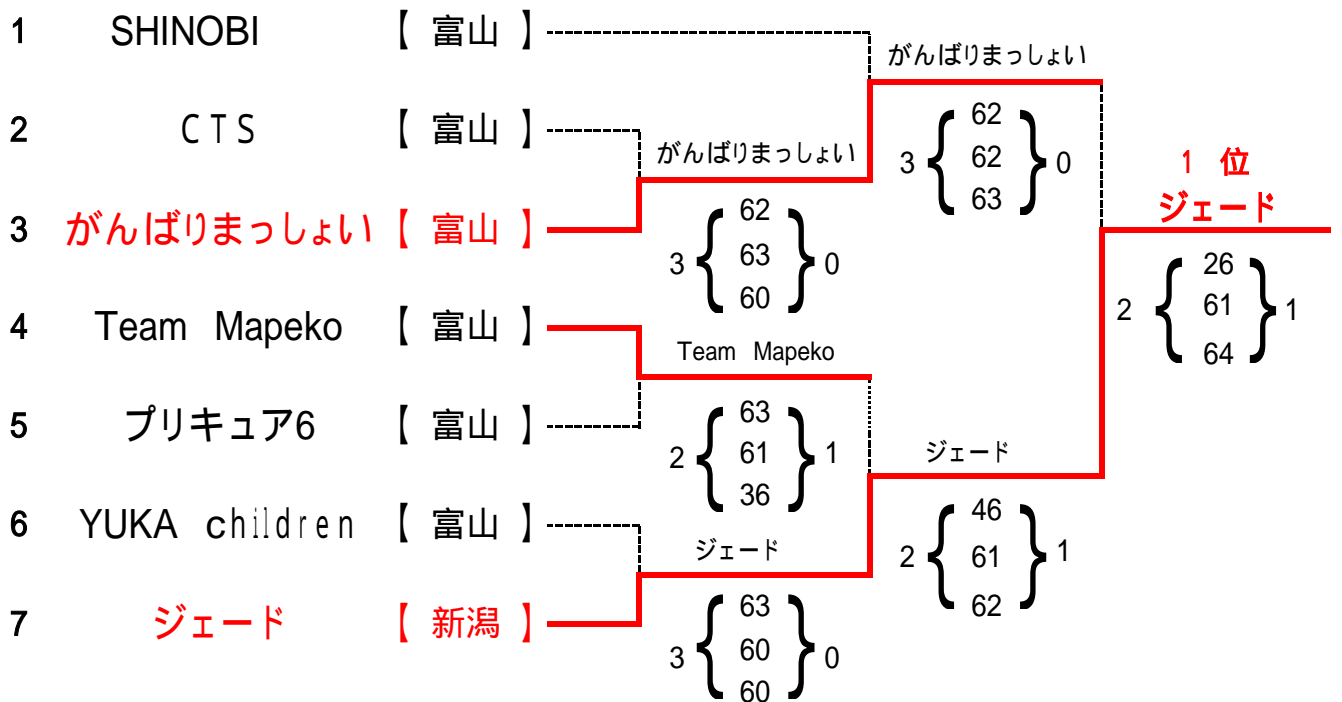 1 SHINOBI 【 富山 】
2 CTS 【 富山 】
3 がんばりまっしょい 【 富山 】
4 Team Mapeko 【 富山 】
5 プリキュア6 【 富山 】
6 YUKA children 【 富山 】
7 ジェード 【 新潟 】
がんばりまっしょい
62
3 { 63 } 0
60
Team Mapeko
63
2 { 61 } 1
36
ジェード
63
3 { 60 } 0
60
がんばりまっしょい
62
3 { 62 } 0
63
ジェード
46
2 { 61 } 1
62
1 位
ジェード
26
2 { 61 } 1
64